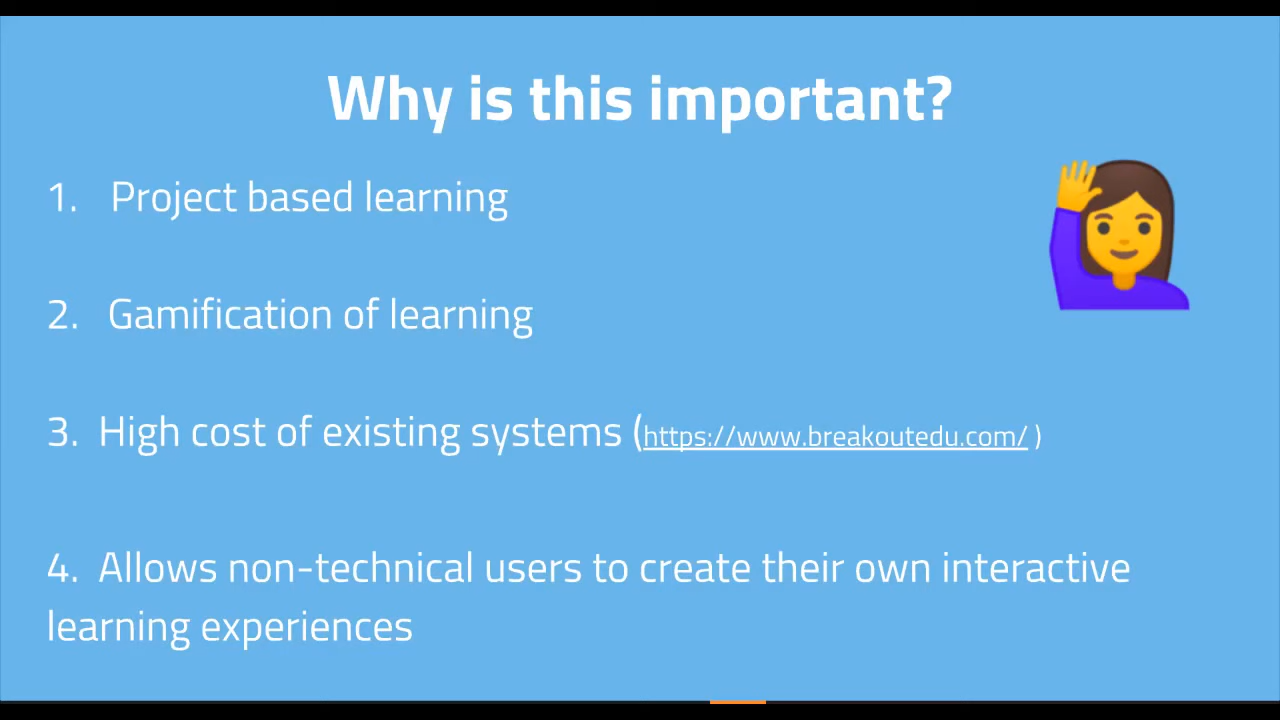 Why is this important?
1. Project based learning
2. Gamification of learning
3. High cost of existing systems (https://www.breakoutedu.com/ )
4. Allows non-technical users to create their own interactive
learning experiences